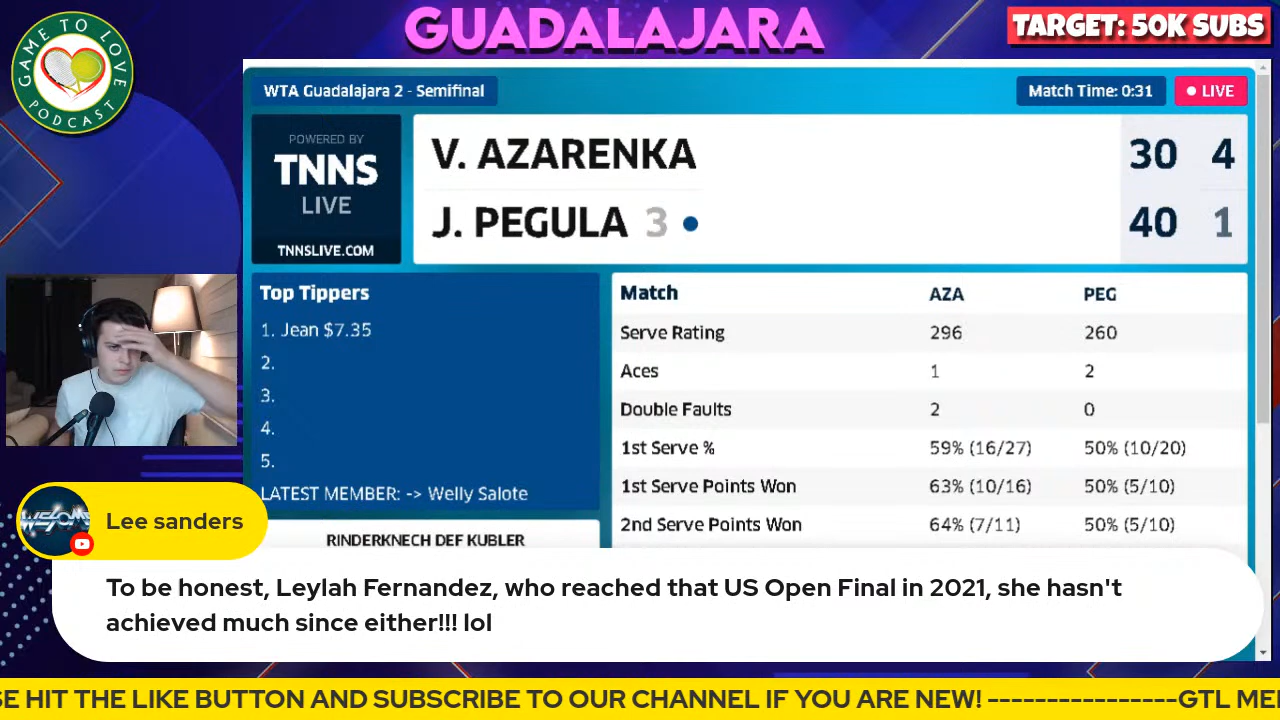 GUADALAJARA
TARGET: 50K SUBS
GAME TO LOVE
PODCAST
WTA Guadalajara 2 - Semifinal
Match Time: 0:31
LIVE
POWERED BY
TNNS
LIVE
TNNSLIVE.COM
V. AZARENKA 30 4
J. PEGULA 3 40 1
Top Tippers
1. Jean $7.35
2.
3.
4.
5.
LATEST MEMBER: -> Welly Salote
RINDERKNECH DEF KUBLER
Match AZA PEG
Serve Rating 296 260
Aces 1 2
Double Faults 2 0
1st Serve % 59% (16/27) 50% (10/20)
1st Serve Points Won 63% (10/16) 50% (5/10)
2nd Serve Points Won 64% (7/11) 50% (5/10)
Lee sanders
To be honest, Leylah Fernandez, who reached that US Open Final in 2021, she hasn't
achieved much since either!!! lol
SE HIT THE LIKE BUTTON AND SUBSCRIBE TO OUR CHANNEL IF YOU ARE NEW! ----------------GTL MEM